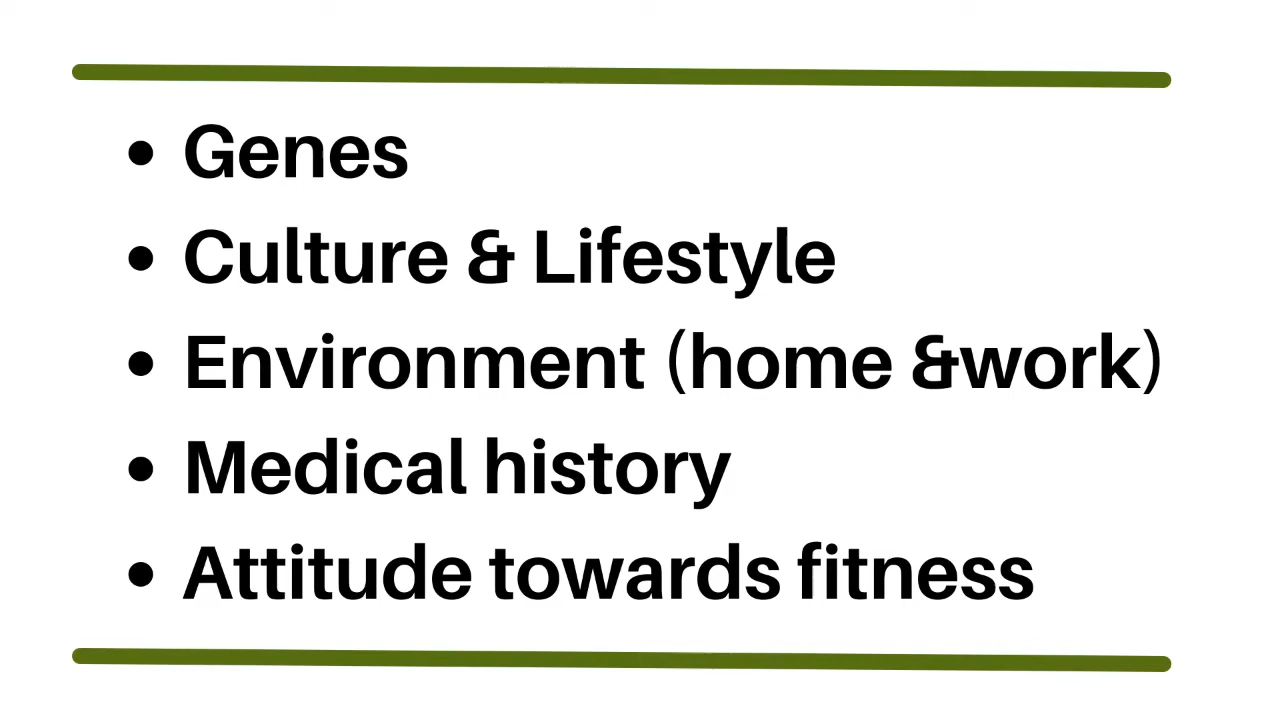 • Genes
• Culture & Lifestyle
• Environment (home &work)
• Medical history
• Attitude towards fitness